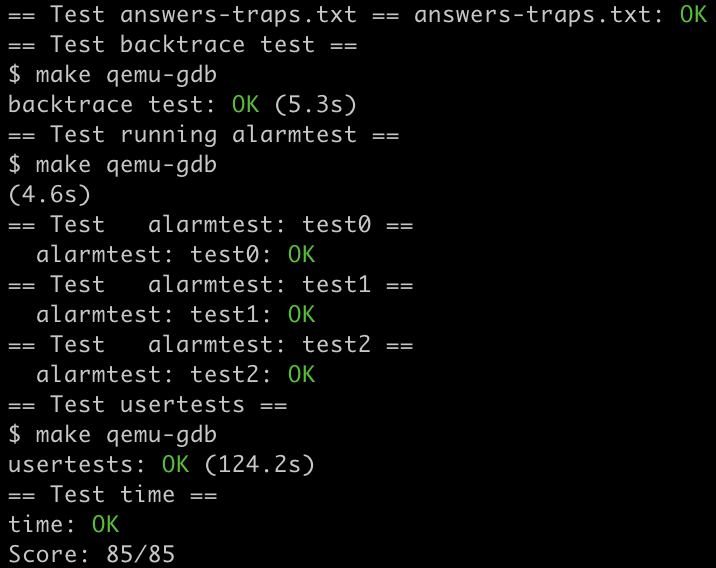 == Test answers-traps.txt == answers-traps.txt: OK
== Test backtrace test ==
$ make qemu-gdb
backtrace test: OK (5.3s)
== Test running alarmtest ==
$ make qemu-gdb
(4.6s)
== Test   alarmtest: test0 ==
  alarmtest: test0: OK
== Test   alarmtest: test1 ==
  alarmtest: test1: OK
== Test   alarmtest: test2 ==
  alarmtest: test2: OK
== Test usertests ==
$ make qemu-gdb
usertests: OK (124.2s)
== Test time ==
time: OK
Score: 85/85